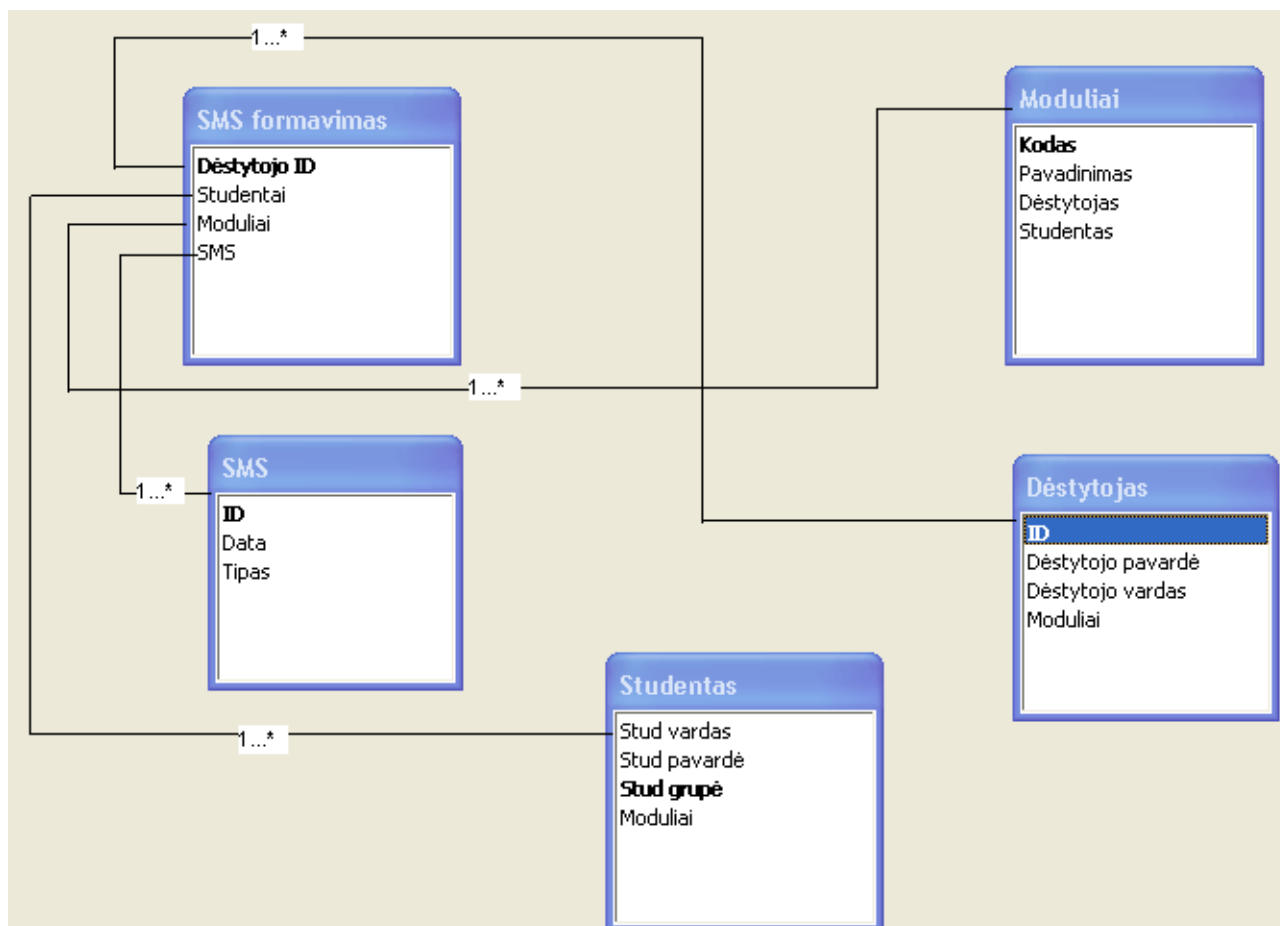 1...*
SMS formavimas
Dėstytojo ID
Studentai
Moduliai
SMS
Moduliai
Kodas
Pavadinimas
Dėstytojas
Studentas
1...*
SMS
ID
Data
Tipas
1...*
Dėstytojas
ID
Dėstytojo pavardė
Dėstytojo vardas
Moduliai
Studentas
Stud vardas
Stud pavardė
Stud grupė
Moduliai
1...*